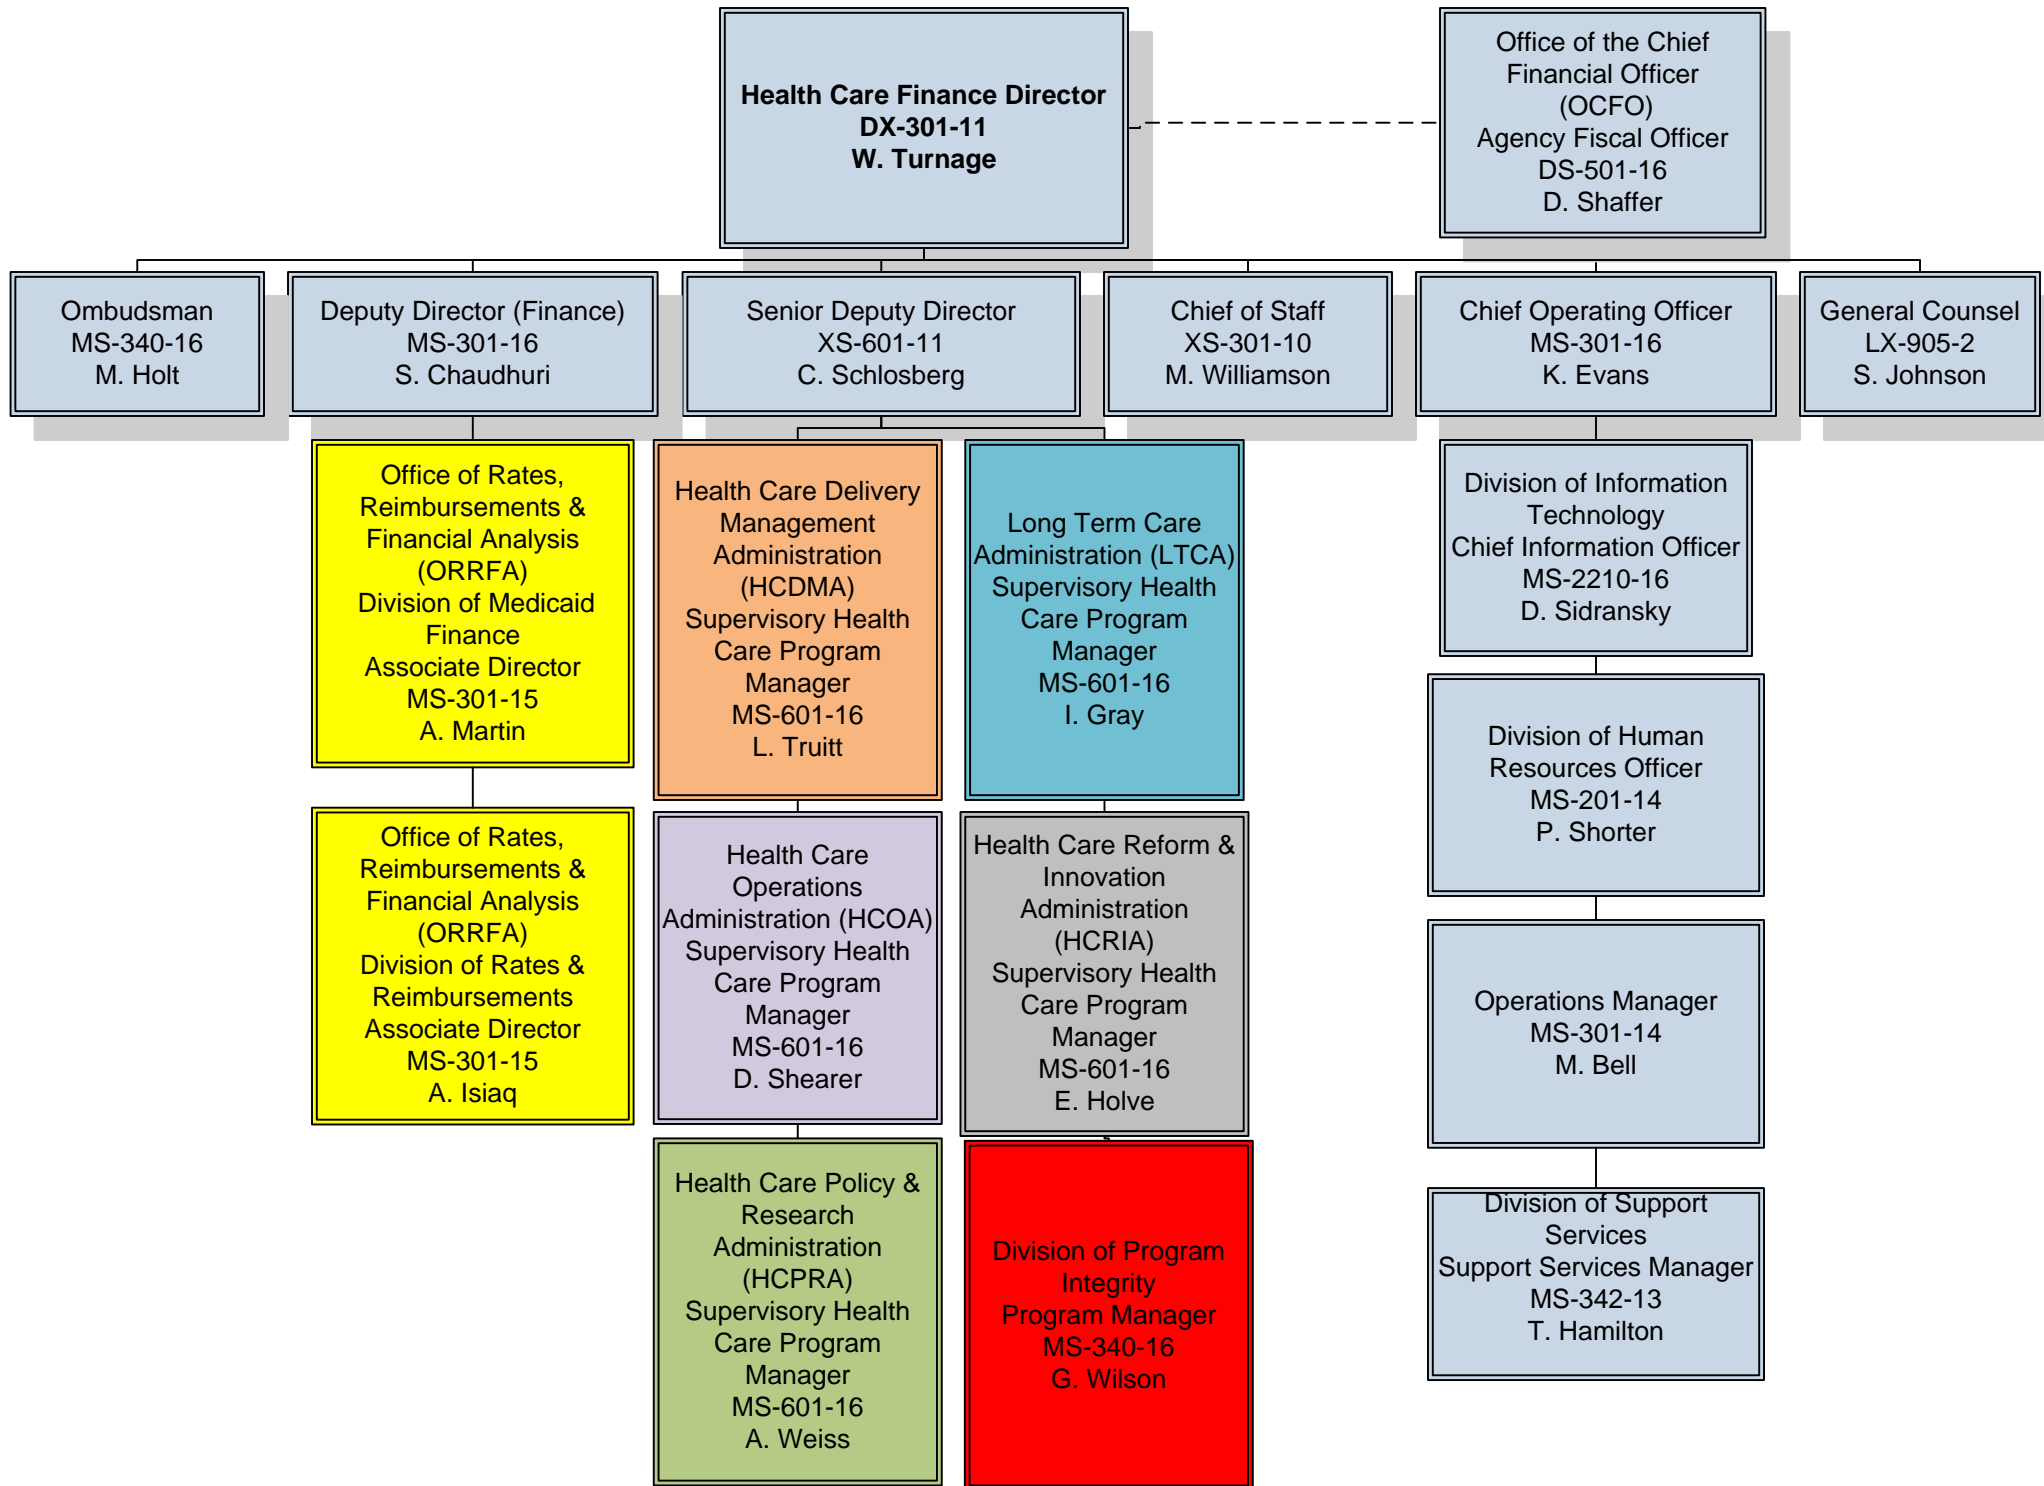 Health Care Finance Director
DX-301-11
W. Turnage
Office of the Chief
Financial Officer
(OCFO)
Agency Fiscal Officer
DS-501-16
D. Shaffer
Ombudsman
MS-340-16
M. Holt
Deputy Director (Finance)
MS-301-16
S. Chaudhuri
Senior Deputy Director
XS-601-11
C. Schlosberg
Chief of Staff
XS-301-10
M. Williamson
Chief Operating Officer
MS-301-16
K. Evans
General Counsel
LX-905-2
S. Johnson
Office of Rates,
Reimbursements &
Financial Analysis
(ORRFA)
Division of Medicaid
Finance
Associate Director
MS-301-15
A. Martin
Health Care Delivery
Management
Administration
(HCDMA)
Supervisory Health
Care Program
Manager
MS-601-16
L. Truitt
Long Term Care
Administration (LTCA)
Supervisory Health
Care Program
Manager
MS-601-16
I. Gray
Division of Information
Technology
Chief Information Officer
MS-2210-16
D. Sidransky
Division of Human
Resources Officer
MS-201-14
P. Shorter
Office of Rates,
Reimbursements &
Financial Analysis
(ORRFA)
Division of Rates &
Reimbursements
Associate Director
MS-301-15
A. Isiaq
Health Care
Operations
Administration (HCOA)
Supervisory Health
Care Program
Manager
MS-601-16
D. Shearer
Health Care Reform &
Innovation
Administration
(HCRIA)
Supervisory Health
Care Program
Manager
MS-601-16
E. Holve
Operations Manager
MS-301-14
M. Bell
Health Care Policy &
Research
Administration
(HCPRA)
Supervisory Health
Care Program
Manager
MS-601-16
A. Weiss
Division of Program
Integrity
Program Manager
MS-340-16
G. Wilson
Division of Support
Services
Support Services Manager
MS-342-13
T. Hamilton